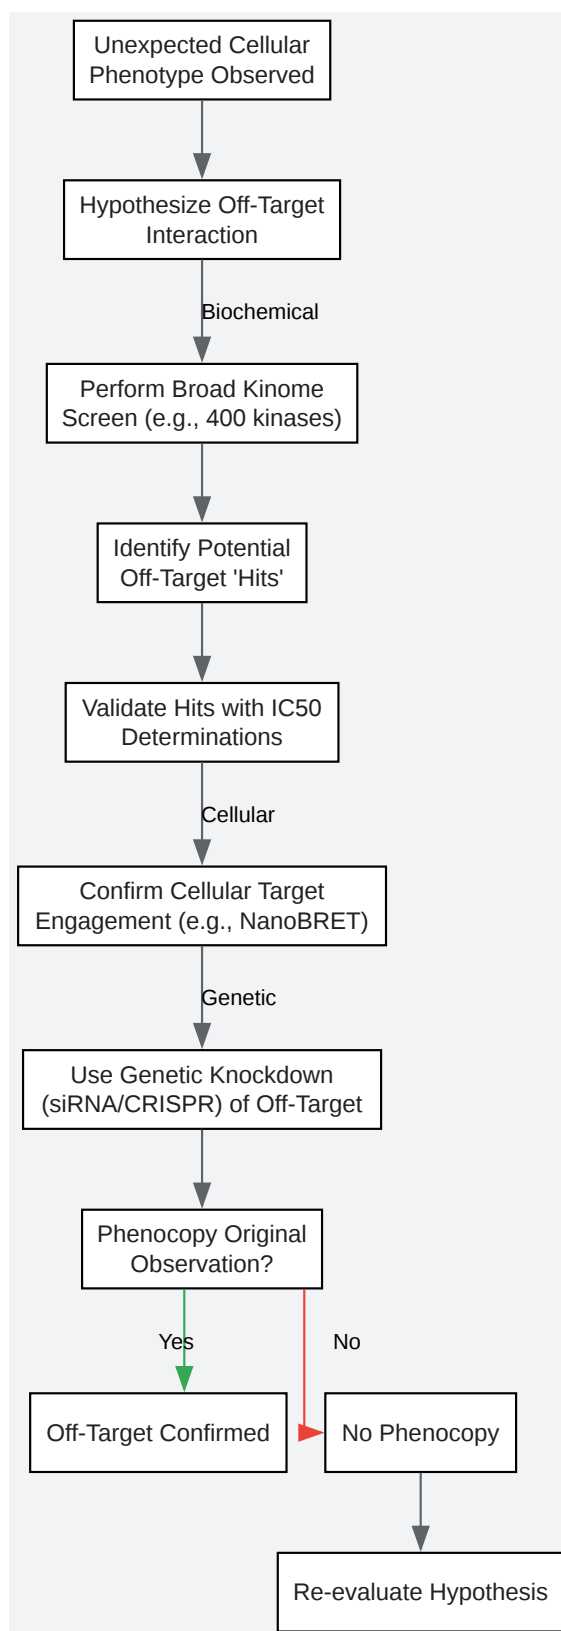 Unexpected Cellular
Phenotype Observed
Hypothesize Off-Target
Interaction
Biochemical
Perform Broad Kinome
Screen (e.g., 400 kinases)
Identify Potential
Off-Target 'Hits'
Validate Hits with IC50
Determinations
Cellular
Confirm Cellular Target
Engagement (e.g., NanoBRET)
Genetic
Use Genetic Knockdown
(siRNA/CRISPR) of Off-Target
Phenocopy Original
Observation?
Yes
No
Off-Target Confirmed
No Phenocopy
Re-evaluate Hypothesis